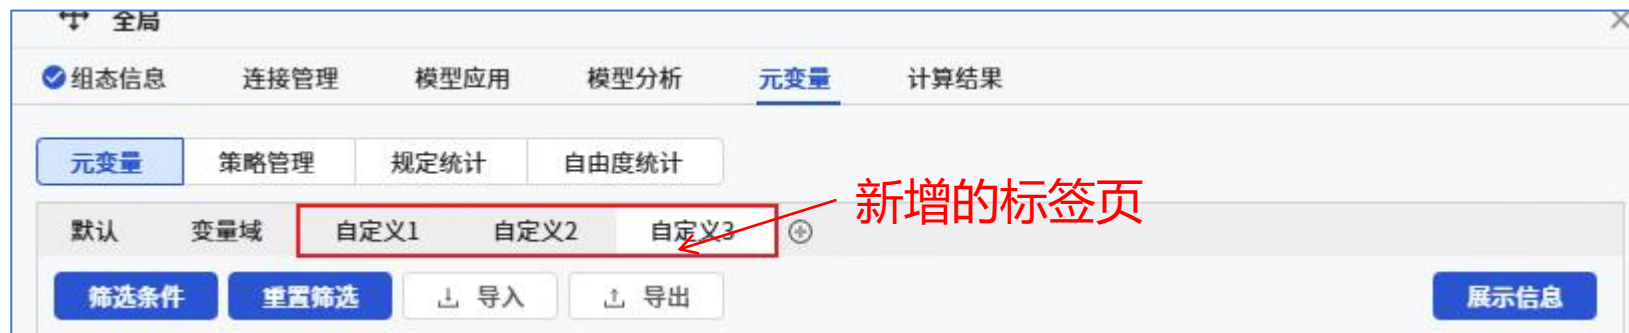 全局
组态信息 连接管理 模型应用 模型分析 元变量 计算结果
元变量 策略管理 规定统计 自由度统计
新增的标签页
默认 变量域 自定义1 自定义2 自定义3
筛选条件 重置筛选 导入 导出 展示信息